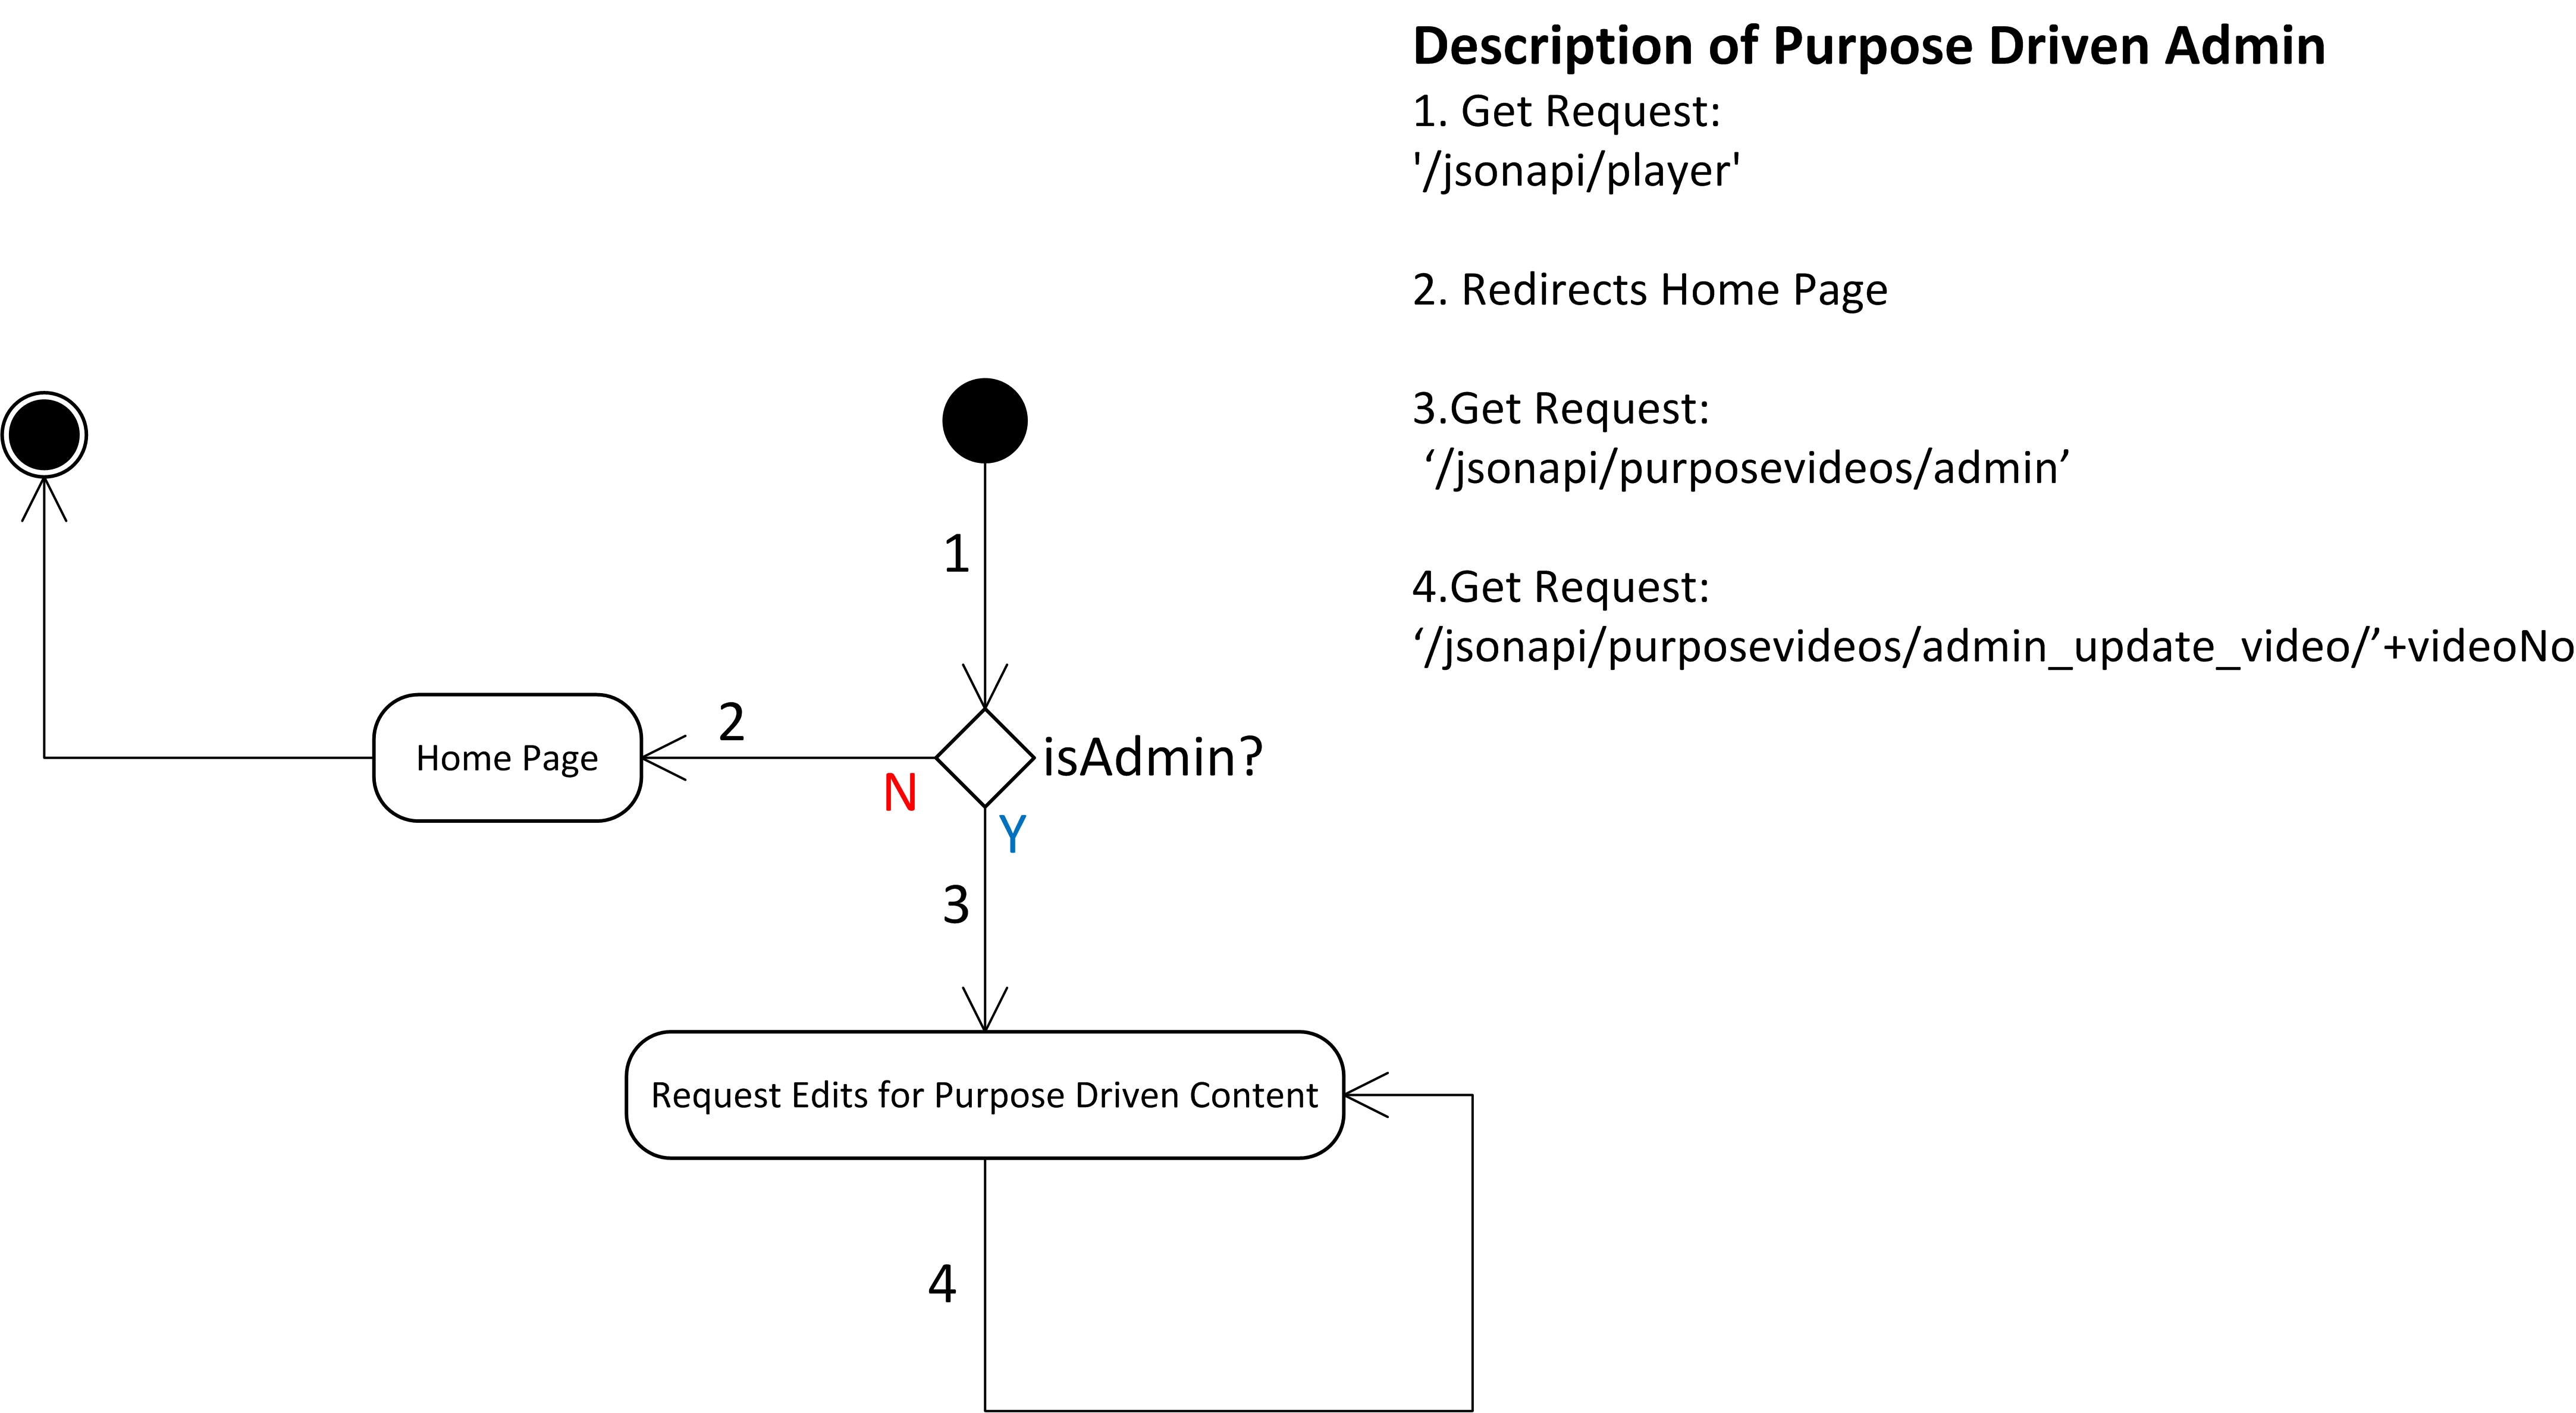 Description of Purpose Driven Admin
1. Get Request:
'/jsonapi/player'
2. Redirects Home Page
3.Get Request:
‘/jsonapi/purposevideos/admin’
4.Get Request:
‘/jsonapi/purposevideos/admin_update_video/’+videoNo
1
2
Home Page
isAdmin?
N
Y
3
Request Edits for Purpose Driven Content
4